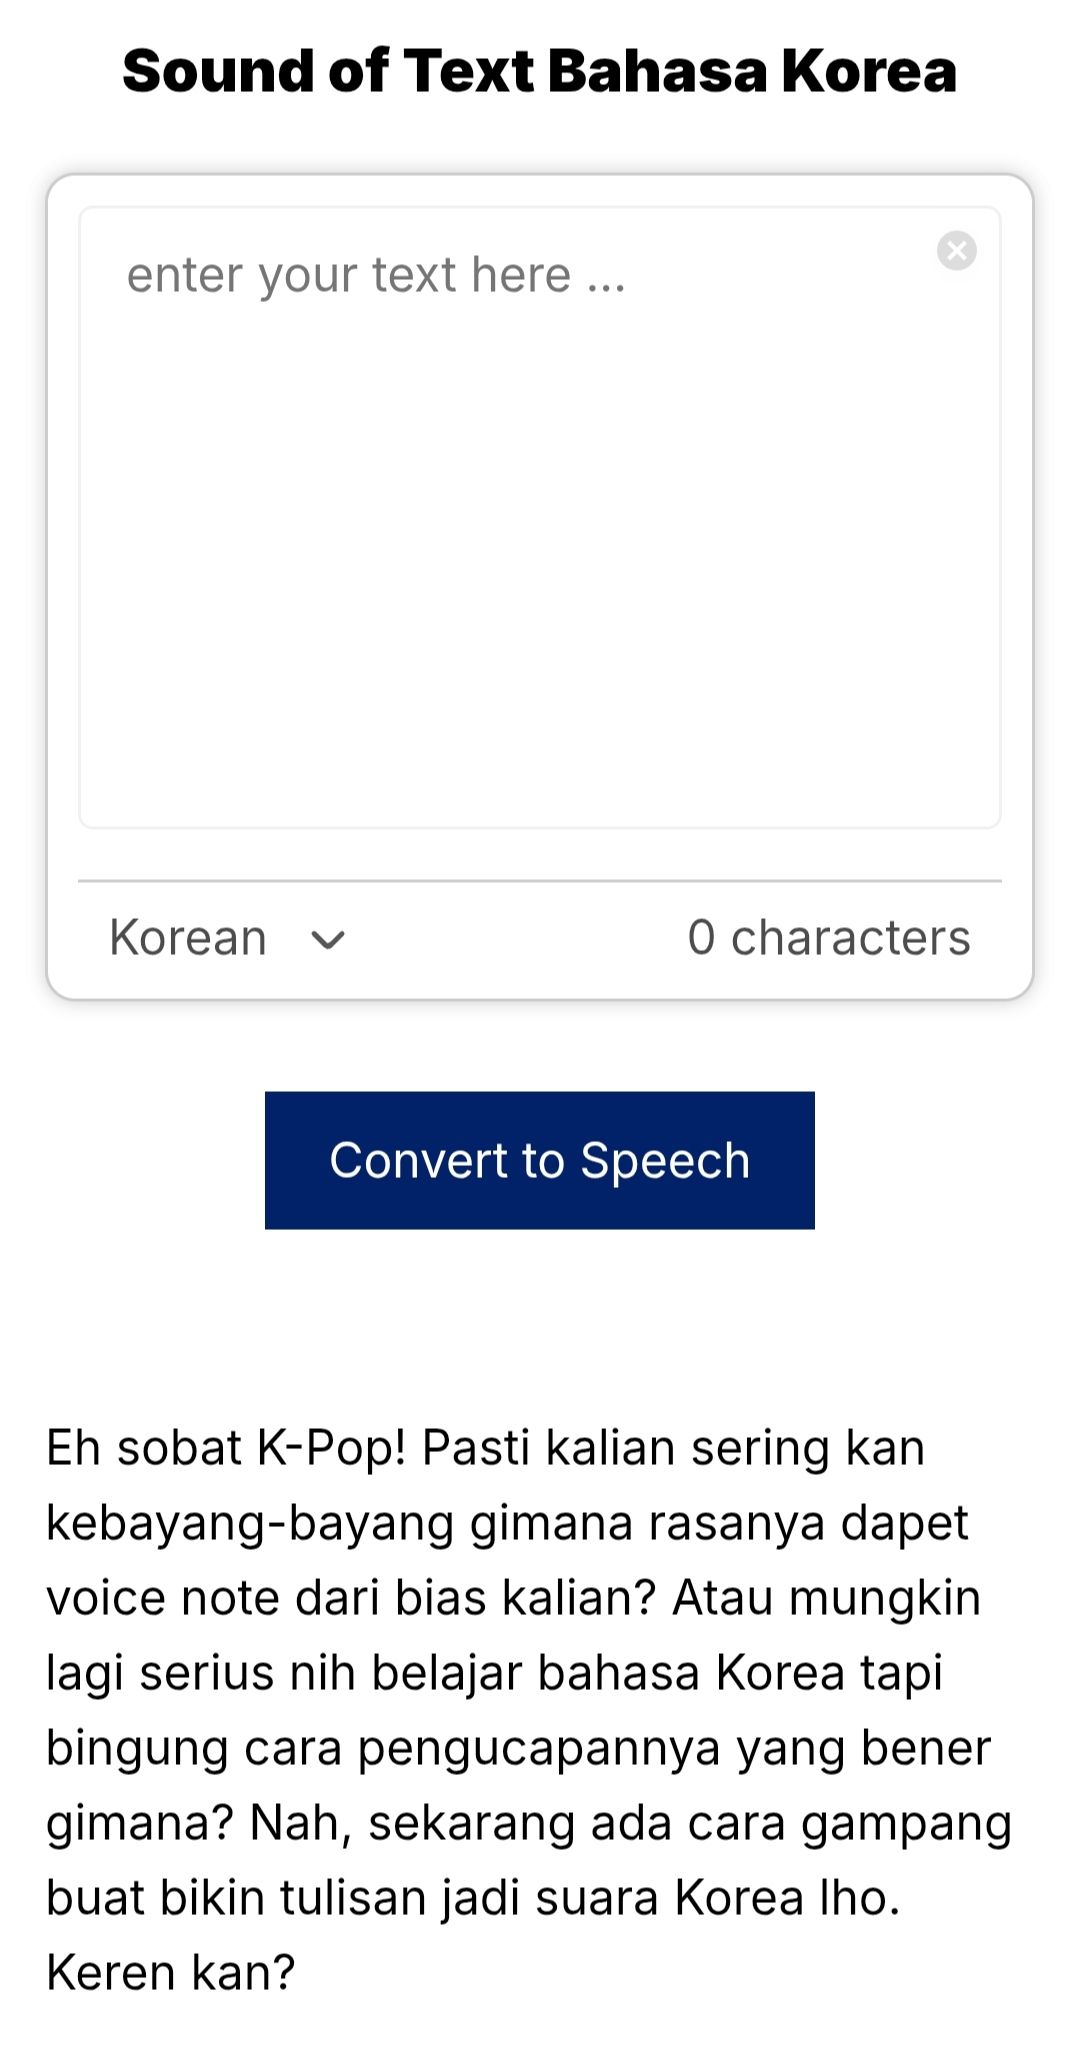 Sound of Text Bahasa Korea
enter your text here ...
Korean
0 characters
Convert to Speech
Eh sobat K-Pop! Pasti kalian sering kan
kebayang-bayang gimana rasanya dapet
voice note dari bias kalian? Atau mungkin
lagi serius nih belajar bahasa Korea tapi
bingung cara pengucapannya yang bener
gimana? Nah, sekarang ada cara gampang
buat bikin tulisan jadi suara Korea lho.
Keren kan?